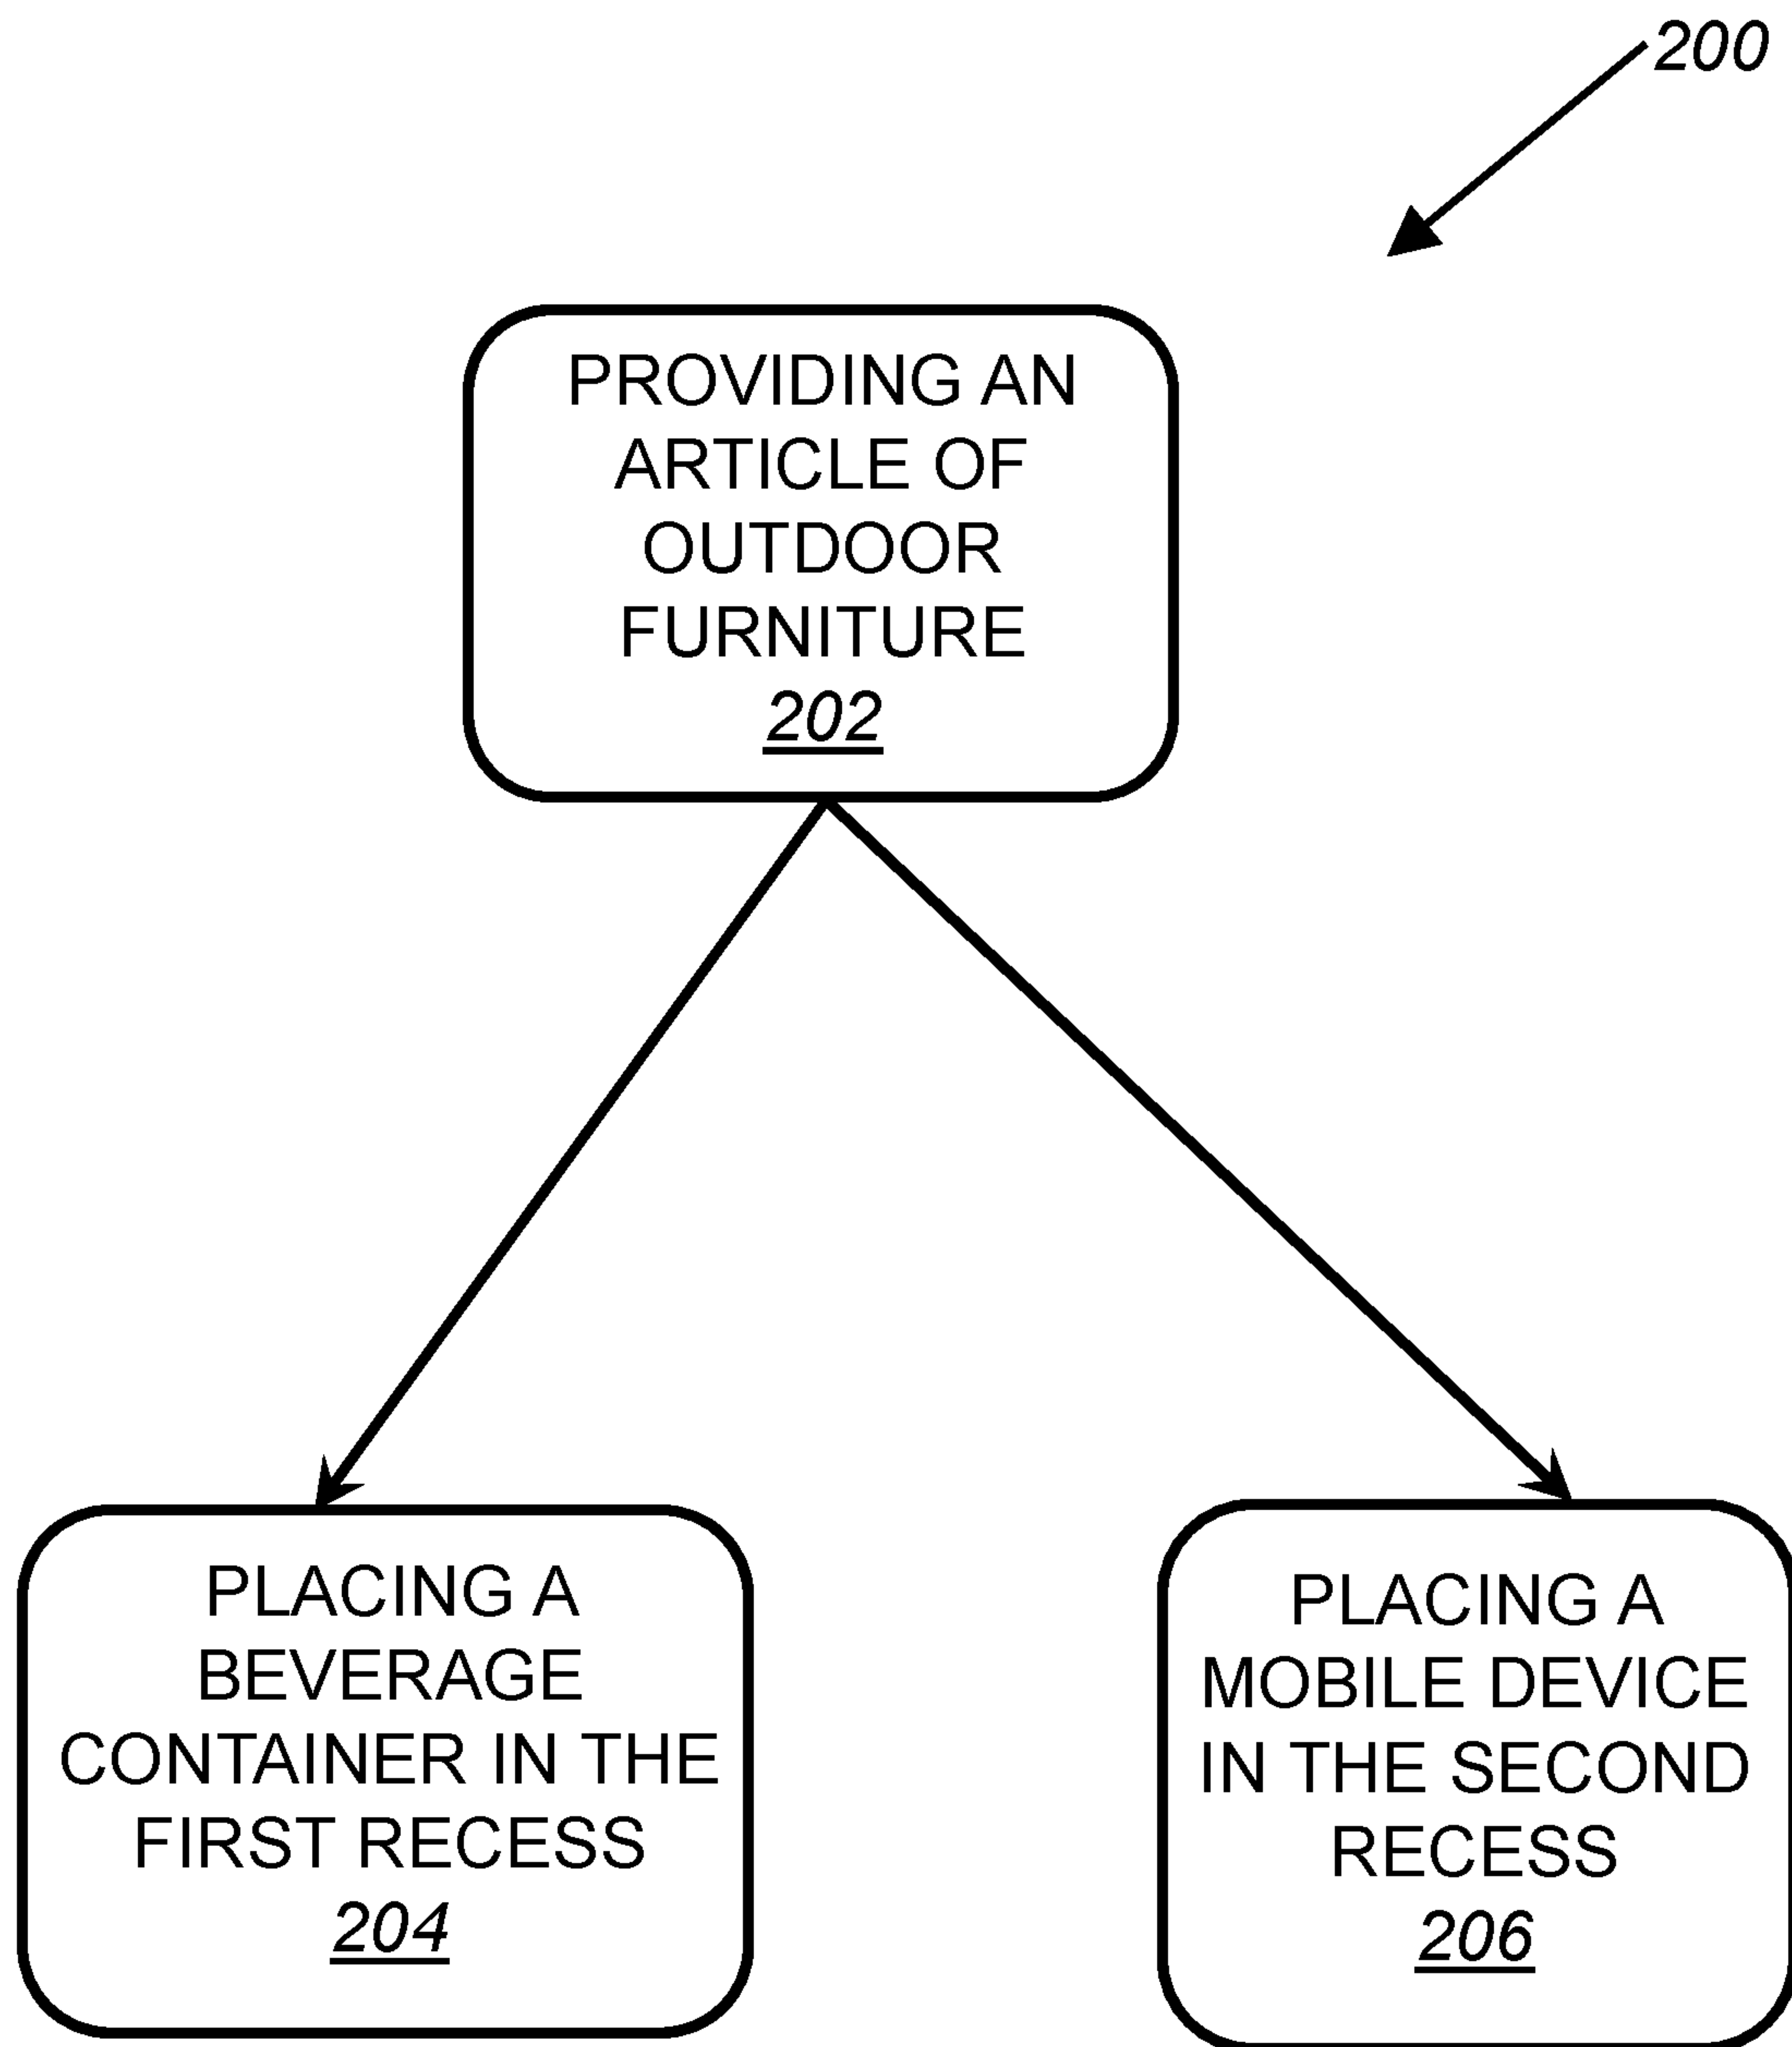 200
PROVIDING AN
ARTICLE OF
OUTDOOR
FURNITURE
202
PLACING A
BEVERAGE
CONTAINER IN THE
FIRST RECESS
204
PLACING A
MOBILE DEVICE
IN THE SECOND
RECESS
206